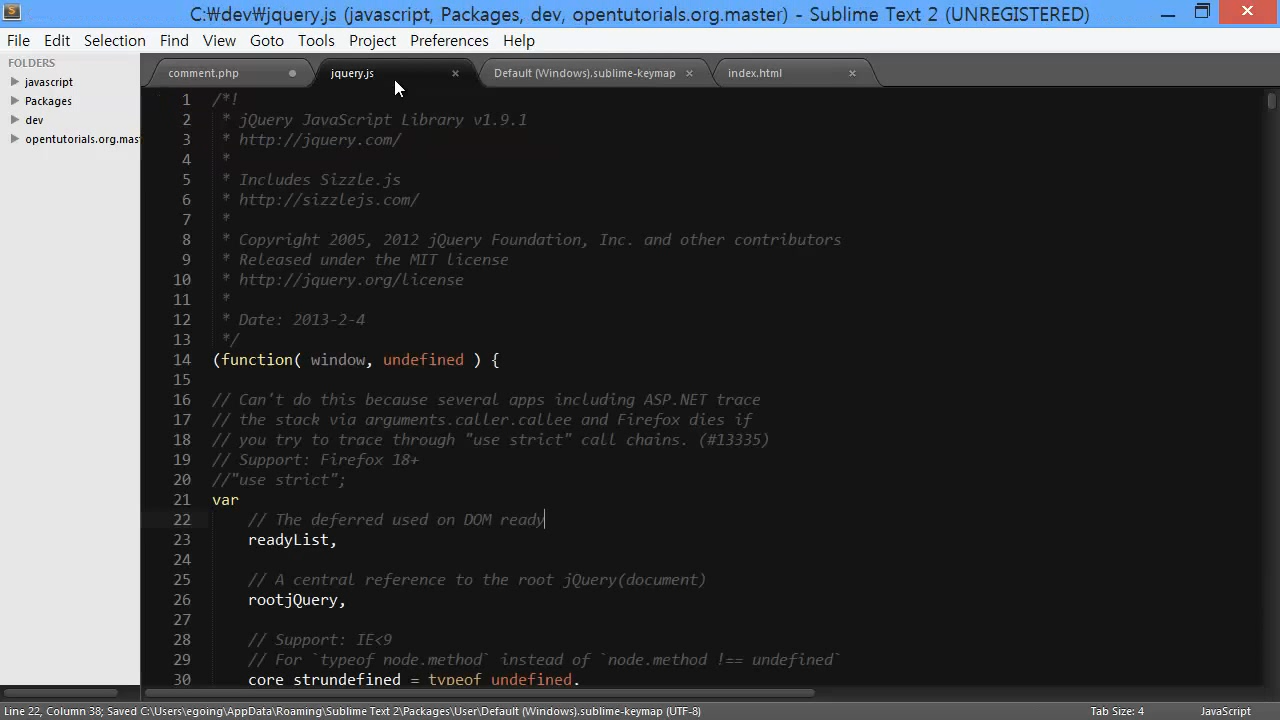 C:₩dev₩jquery.js (javascript, Packages, dev, opentutorials.org.master) - Sublime Text 2 (UNREGISTERED)
File Edit Selection Find View Goto Tools Project Preferences Help
FOLDERS
javascript
Packages
dev
opentutorials.org.mas
comment.php jquery.js Default (Windows).sublime-keymap index.html
1 /*!
2  * jQuery JavaScript Library v1.9.1
3  * http://jquery.com/
4  *
5  * Includes Sizzle.js
6  * http://sizzlejs.com/
7  *
8  * Copyright 2005, 2012 jQuery Foundation, Inc. and other contributors
9  * Released under the MIT license
10  * http://jquery.org/license
11  *
12  * Date: 2013-2-4
13  */
14 (function( window, undefined ) {
15
16 // Can't do this because several apps including ASP.NET trace
17 // the stack via arguments.caller.callee and Firefox dies if
18 // you try to trace through "use strict" call chains. (#13335)
19 // Support: Firefox 18+
20 //"use strict";
21 var
22     // The deferred used on DOM ready
23     readyList,
24
25     // A central reference to the root jQuery(document)
26     rootjQuery,
27
28     // Support: IE<9
29     // For `typeof node.method` instead of `node.method !== undefined`
30     core_strundefined = typeof undefined,
Line 22, Column 38; Saved C:\Users\egoing\AppData\Roaming\Sublime Text 2\Packages\User\Default (Windows).sublime-keymap (UTF-8)
Tab Size: 4
JavaScript